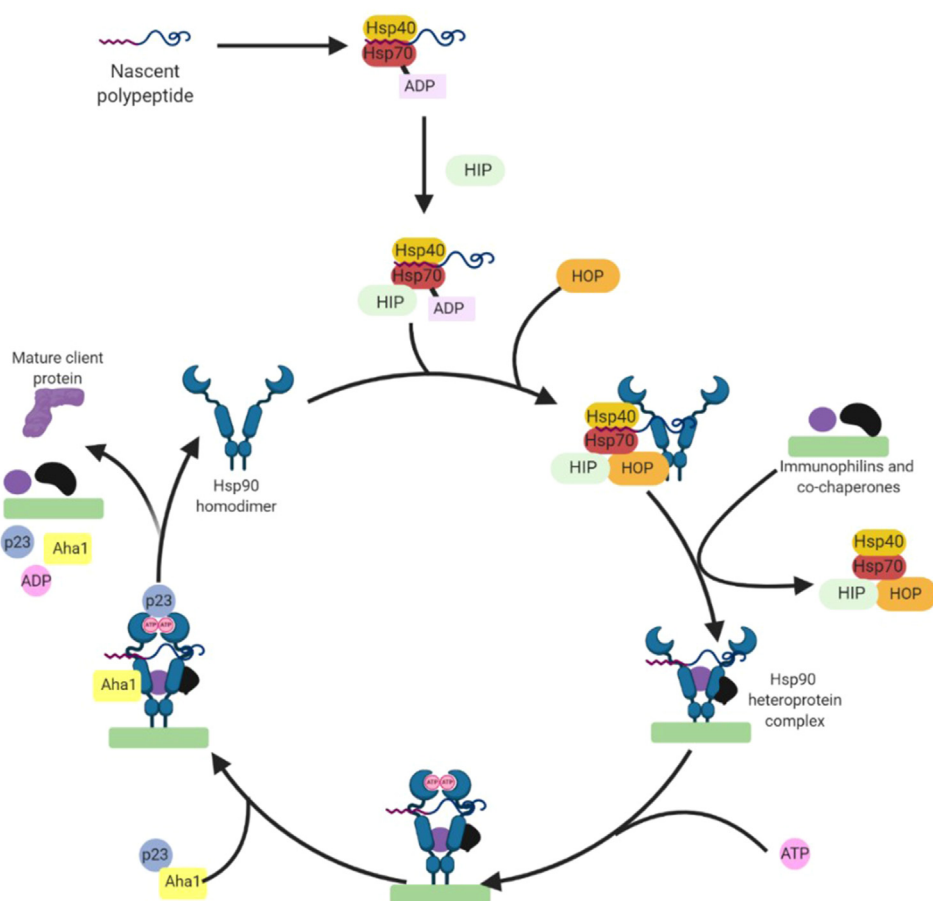 Hsp40
Hsp70
ADP
Nascent
polypeptide
HIP
Hsp40
Hsp70
HIP
ADP
HOP
Mature client
protein
Hsp90
homodimer
Hsp40
Hsp70
HIP
HOP
Immunophilins and
co-chaperones
p23
Aha1
ADP
Hsp40
Hsp70
HIP
HOP
p23
ATP ATP
Aha1
Hsp90
heteroprotein
complex
ATP ATP
p23
Aha1
ATP